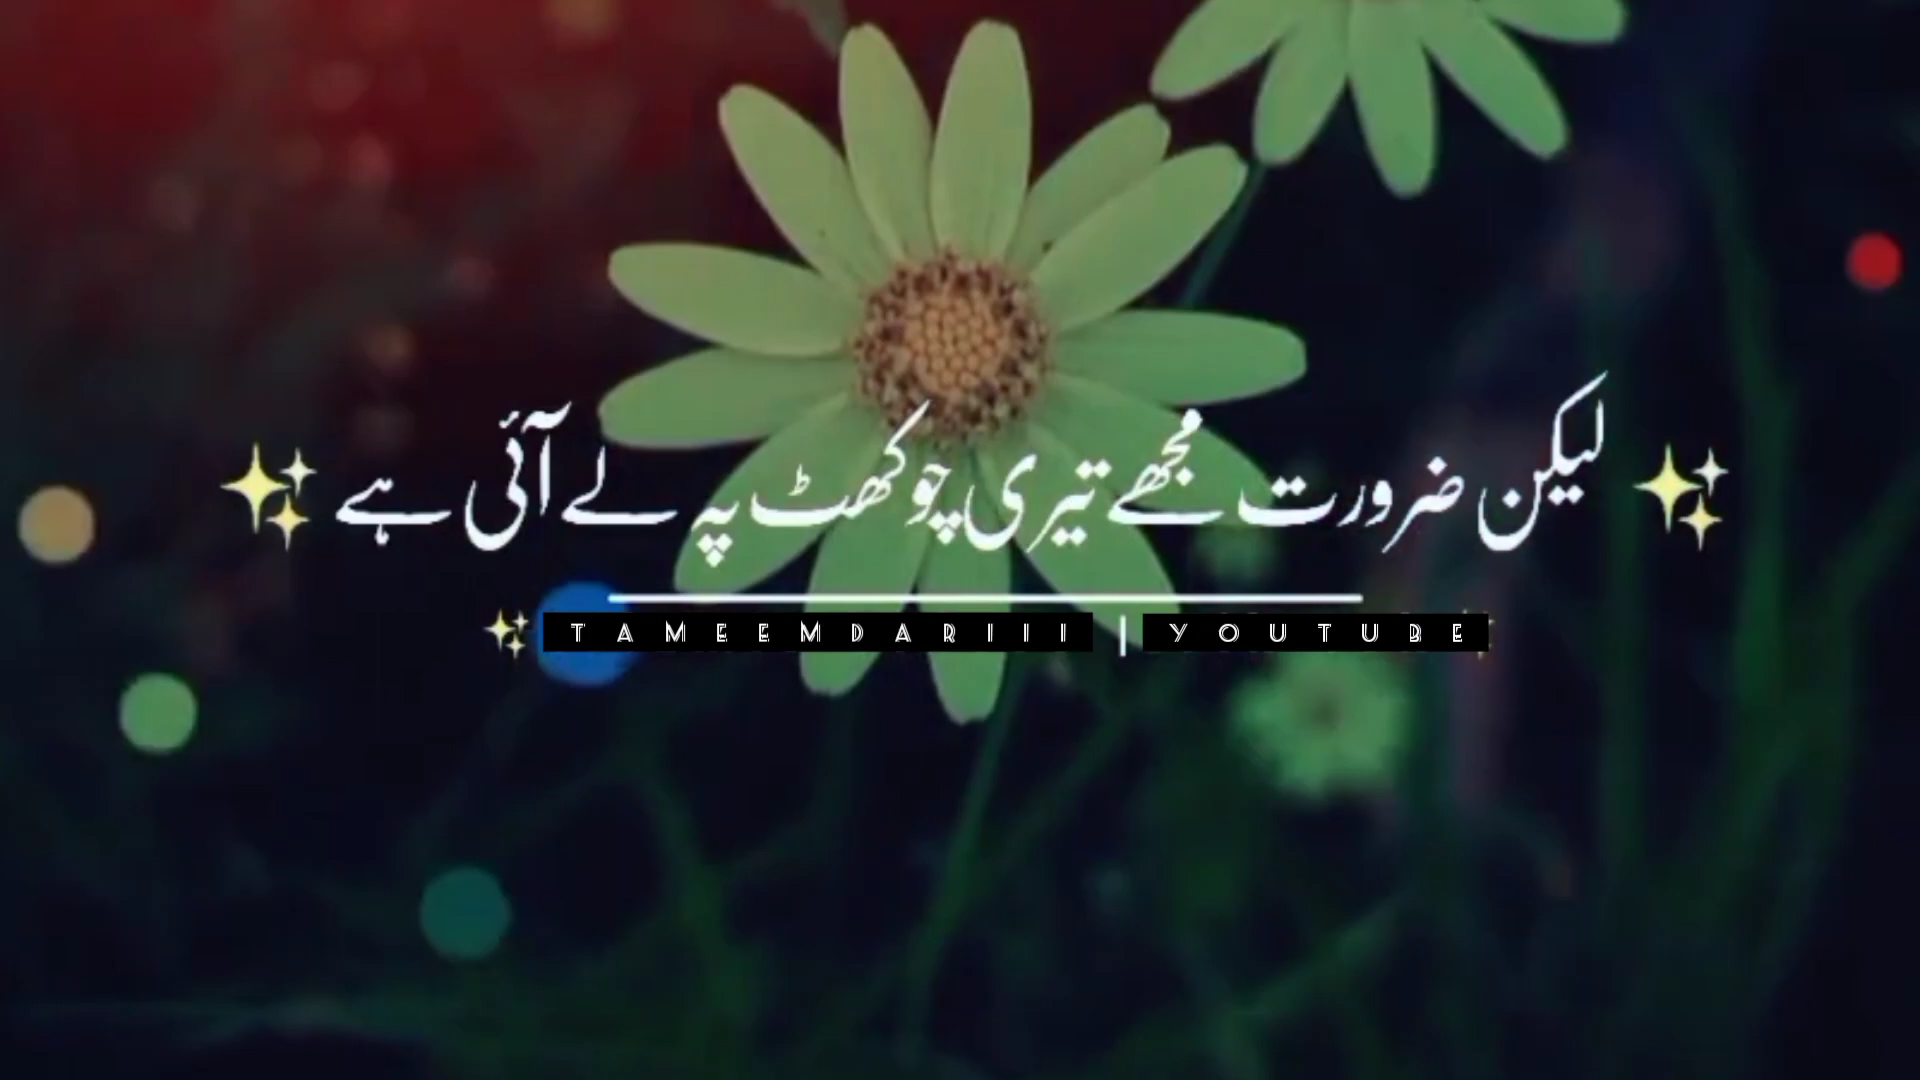 ✨ لیکن ضرورت مجھے تیری چوکھٹ پہ لے آئی ہے ✨
✨ TAMEEMDARIII | YOUTUBE